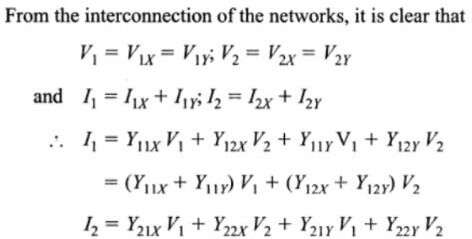 From the interconnection of the networks, it is clear that
V₁ = V₁X = V₁Y; V₂ = V₂X = V₂Y
and I₁ = I₁X + I₁Y; I₂ = I₂X + I₂Y
∴ I₁ = Y₁₁X V₁ + Y₁₂X V₂ + Y₁₁Y V₁ + Y₁₂Y V₂
= (Y₁₁X + Y₁₁Y) V₁ + (Y₁₂X + Y₁₂Y) V₂
I₂ = Y₂₁X V₁ + Y₂₂X V₂ + Y₂₁Y V₁ + Y₂₂Y V₂